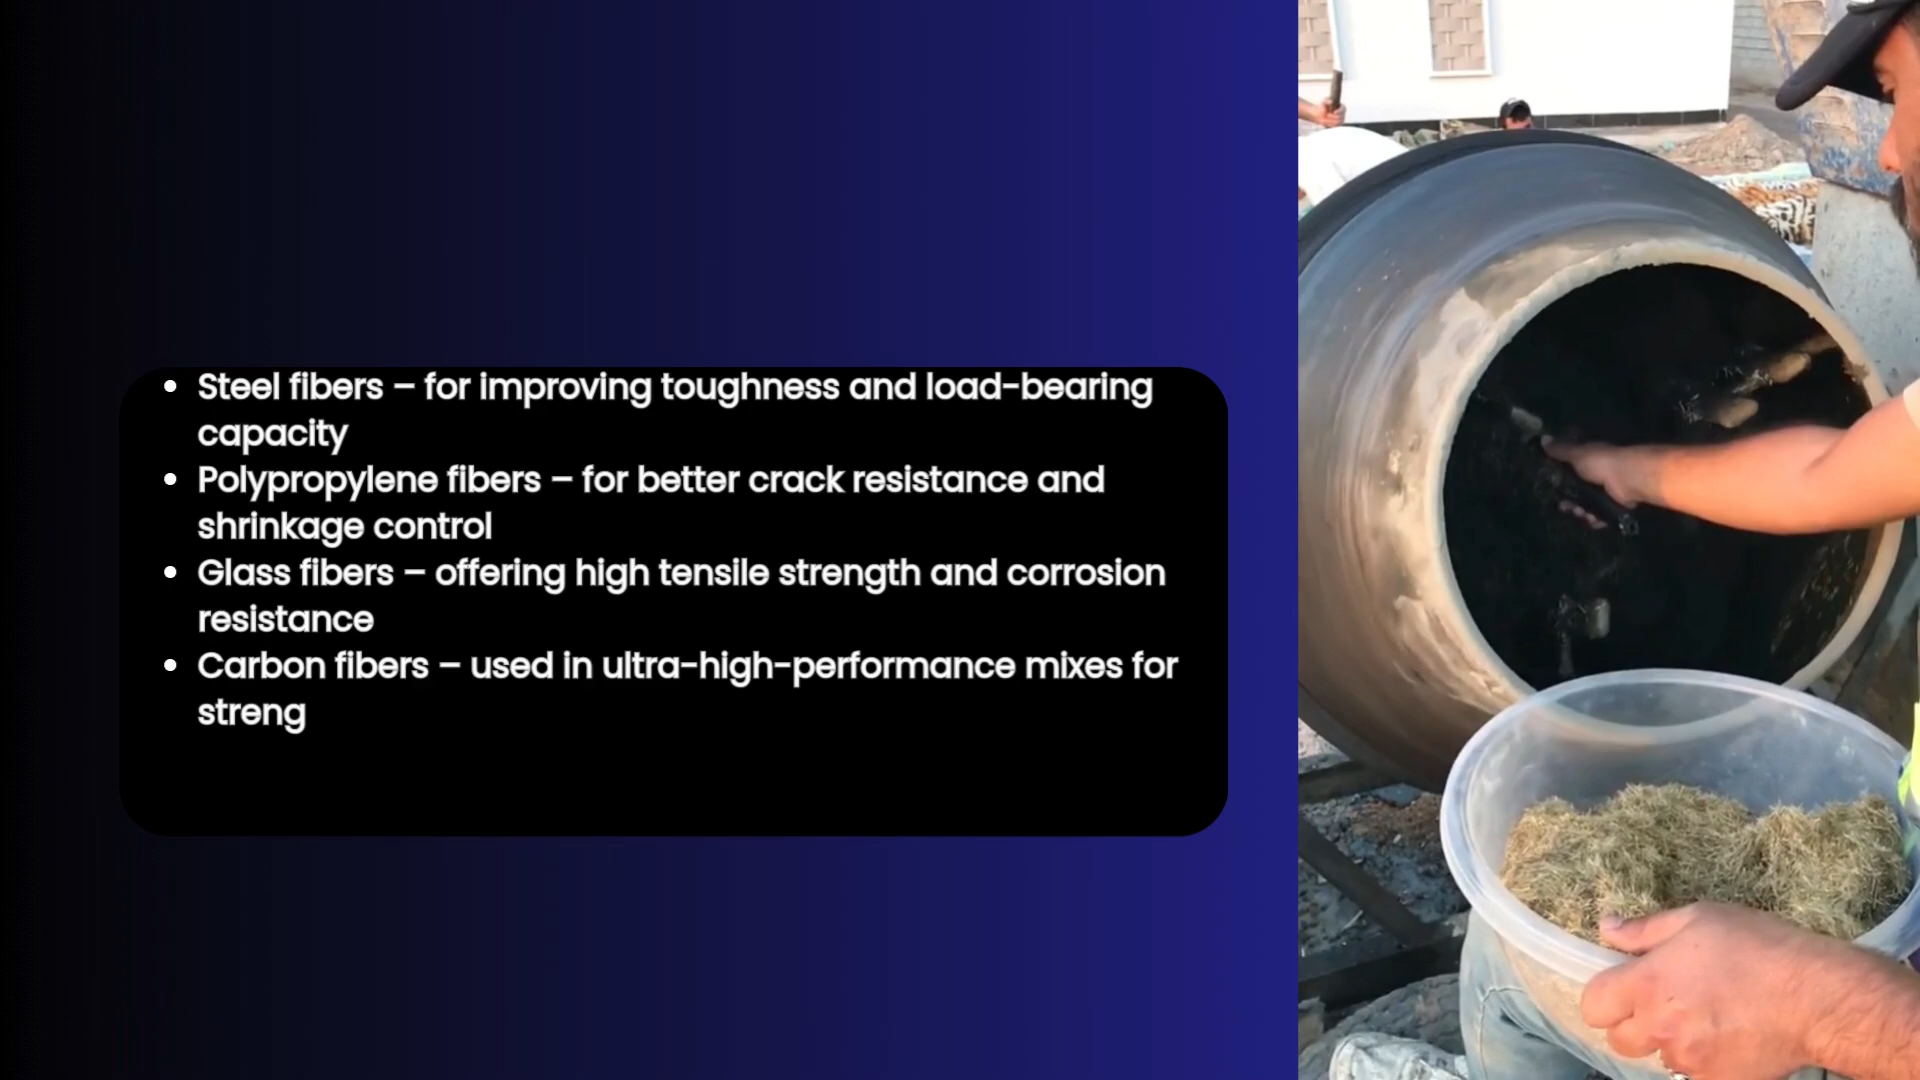 • Steel fibers – for improving toughness and load-bearing
capacity
• Polypropylene fibers – for better crack resistance and
shrinkage control
• Glass fibers – offering high tensile strength and corrosion
resistance
• Carbon fibers – used in ultra-high-performance mixes for
streng